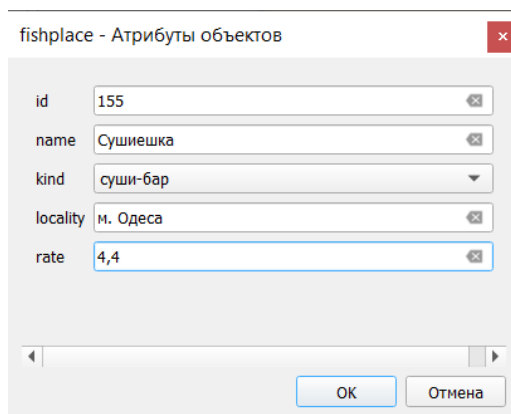 fishplace - Атрибуты объектов
id 155
name Сушиешка
kind суши-бар
locality м. Одеса
rate 4,4
OK Отмена